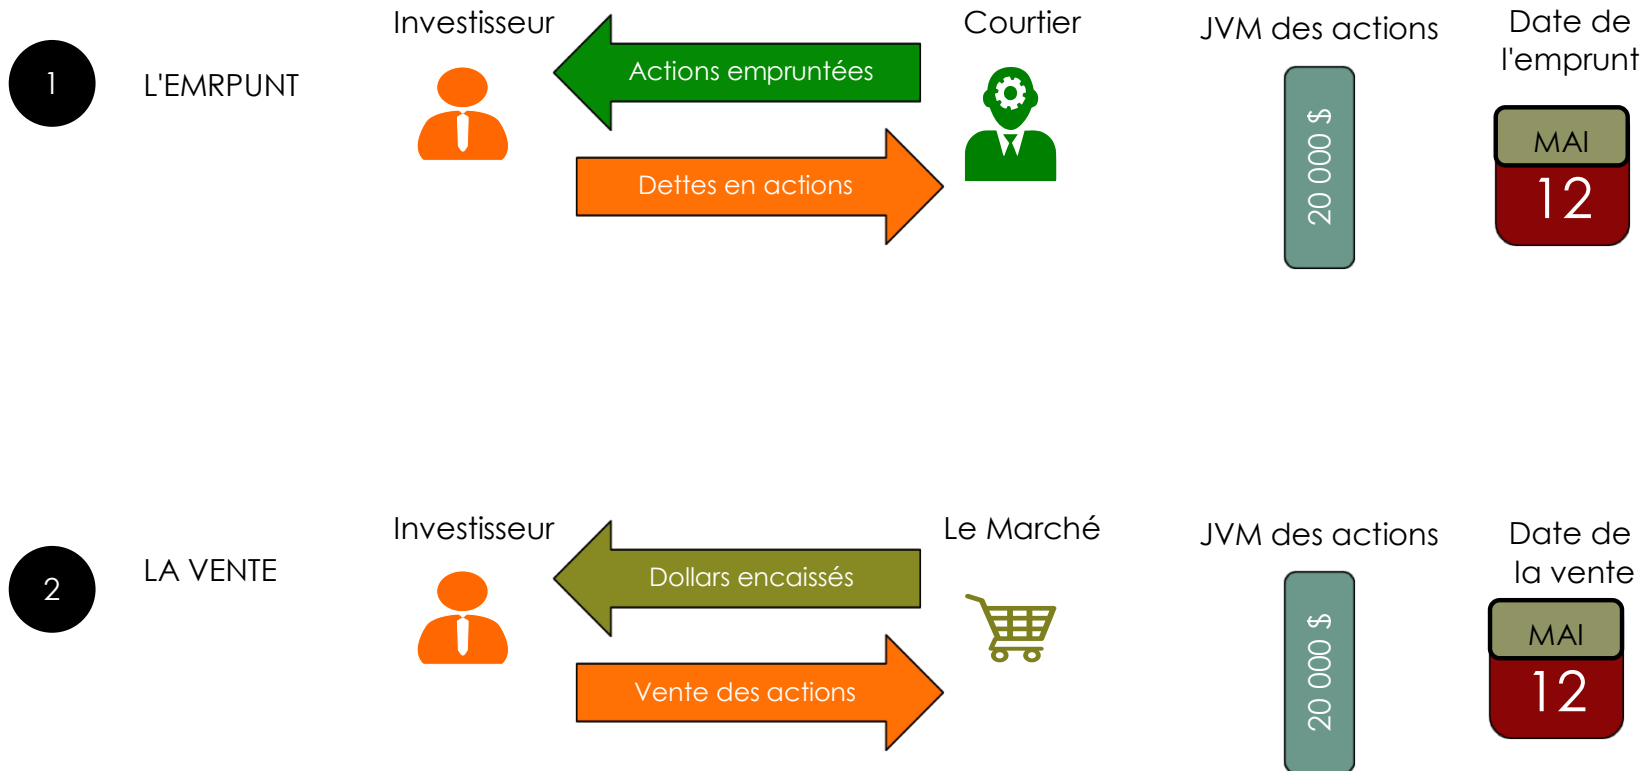 1
L'EMRPUNT
Investisseur
Actions empruntées
Dettes en actions
Courtier
JVM des actions
20 000 $
Date de
l'emprunt
MAI
12
2
LA VENTE
Investisseur
Dollars encaissés
Vente des actions
Le Marché
JVM des actions
20 000 $
Date de
la vente
MAI
12